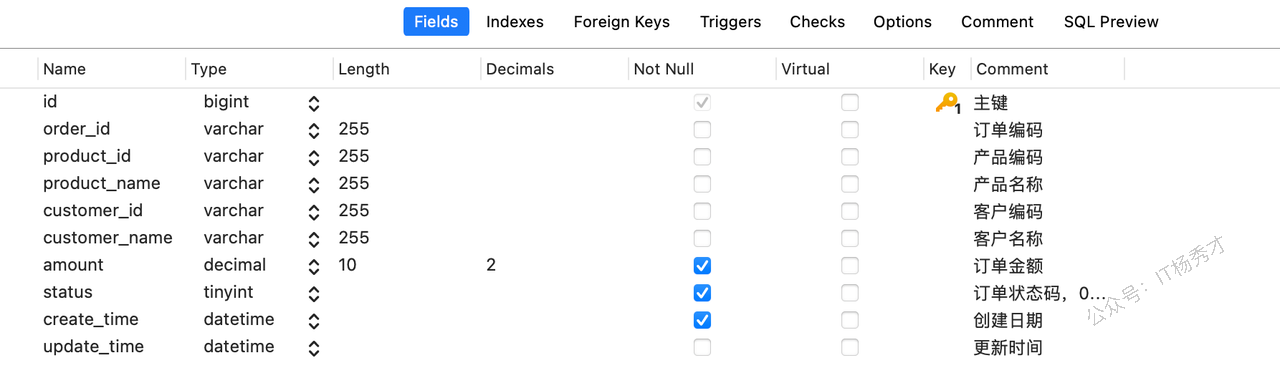 Fields Indexes Foreign Keys Triggers Checks Options Comment SQL Preview
Name Type Length Decimals Not Null Virtual Key Comment
id bigint 1 主键
order_id varchar 255 订单编码
product_id varchar 255 产品编码
product_name varchar 255 产品名称
customer_id varchar 255 客户编码
customer_name varchar 255 客户名称
amount decimal 10 2 订单金额
status tinyint 订单状态码，0...
create_time datetime 创建日期
update_time datetime 更新时间
公众号：IT杨秀才